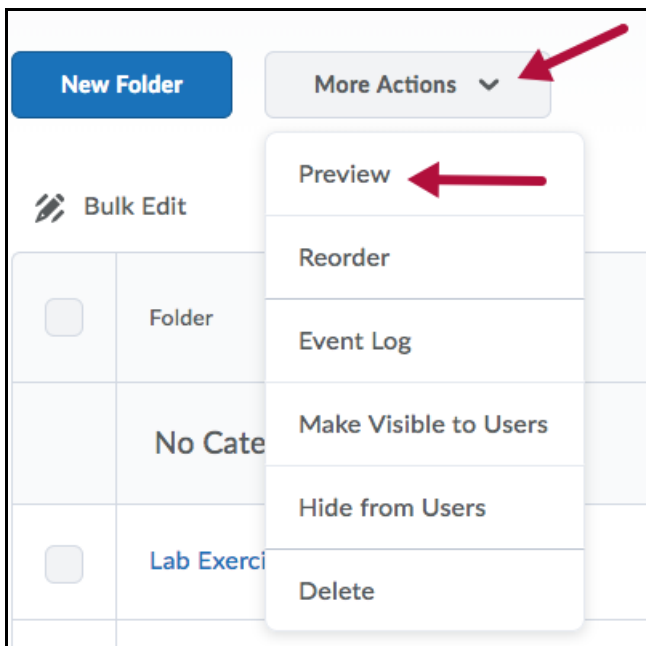 New Folder
More Actions
Preview
Bulk Edit
Reorder
Folder
Event Log
Make Visible to Users
No Cate
Hide from Users
Lab Exerci
Delete